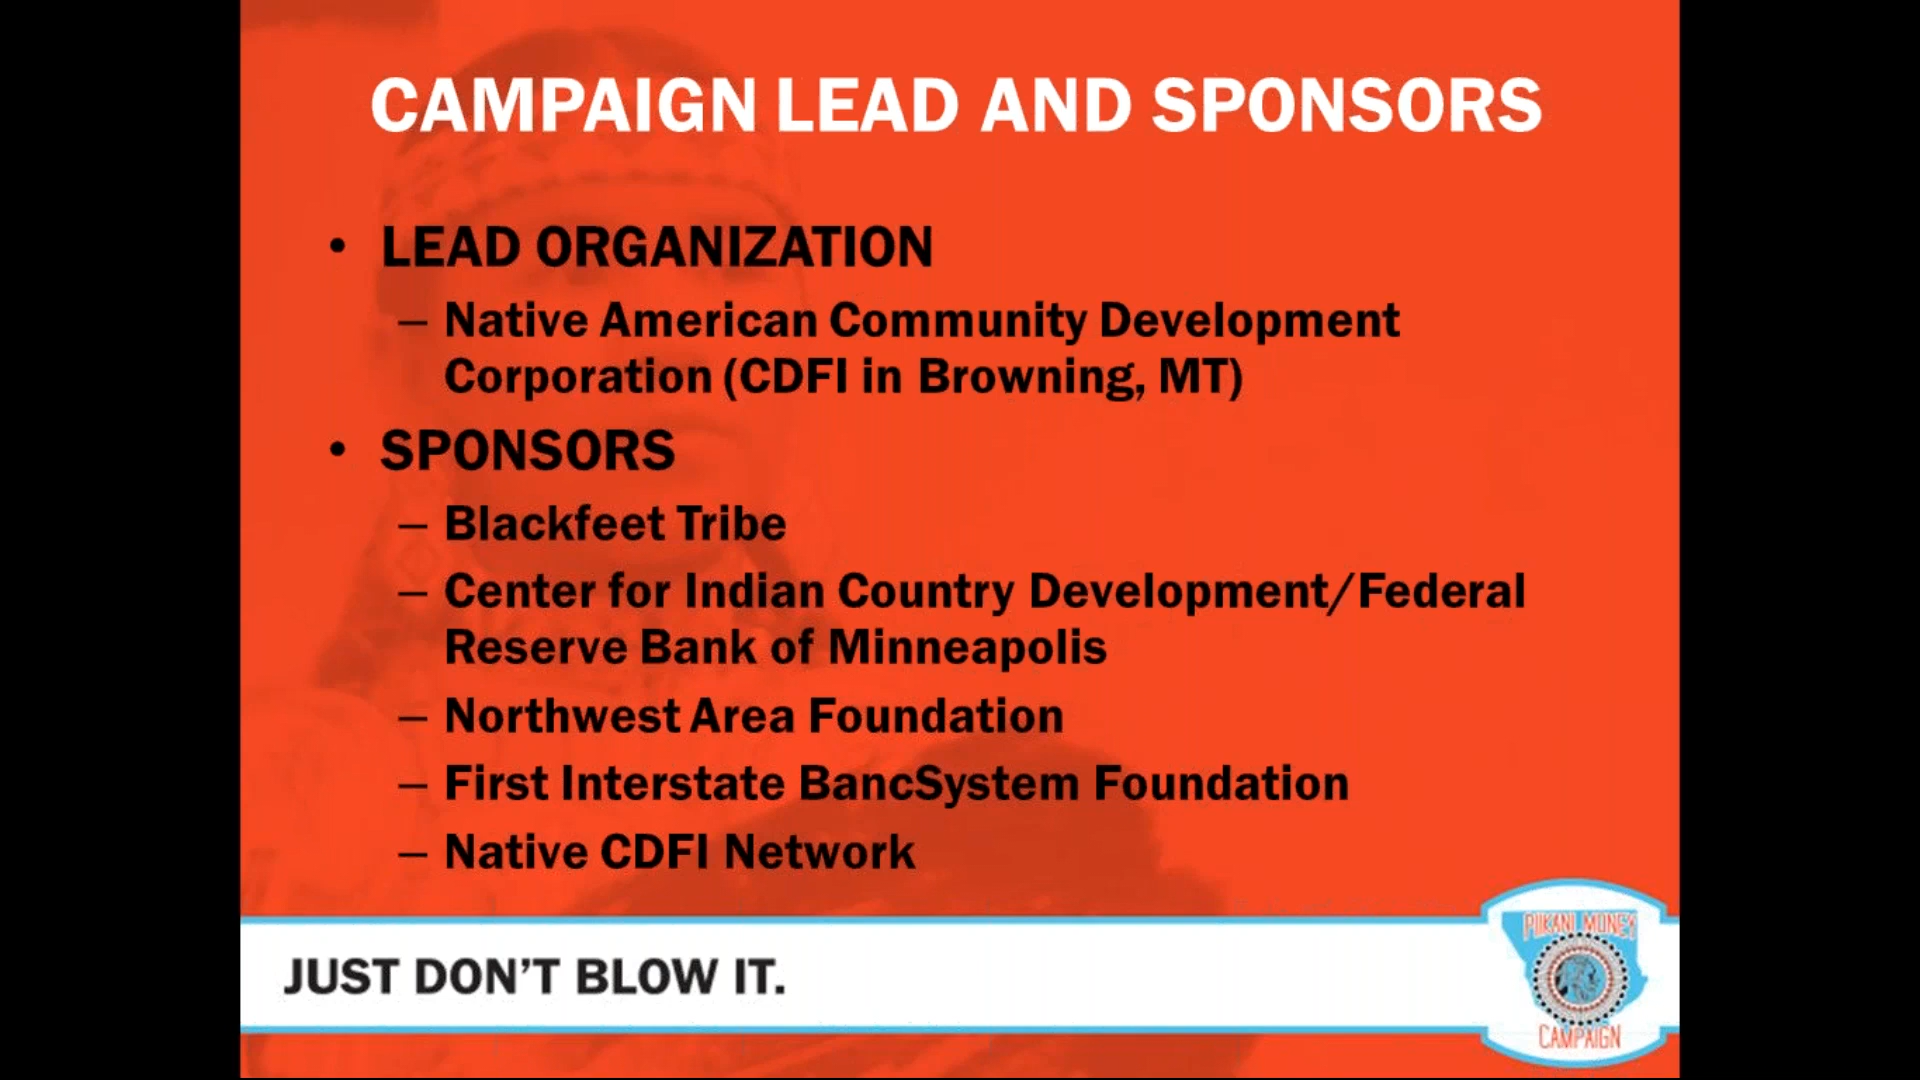 CAMPAIGN LEAD AND SPONSORS
• LEAD ORGANIZATION
– Native American Community Development
Corporation (CDFI in Browning, MT)
• SPONSORS
– Blackfeet Tribe
– Center for Indian Country Development/Federal
Reserve Bank of Minneapolis
– Northwest Area Foundation
– First Interstate BancSystem Foundation
– Native CDFI Network
JUST DON'T BLOW IT.
PIIKANI MONEY
CAMPAIGN